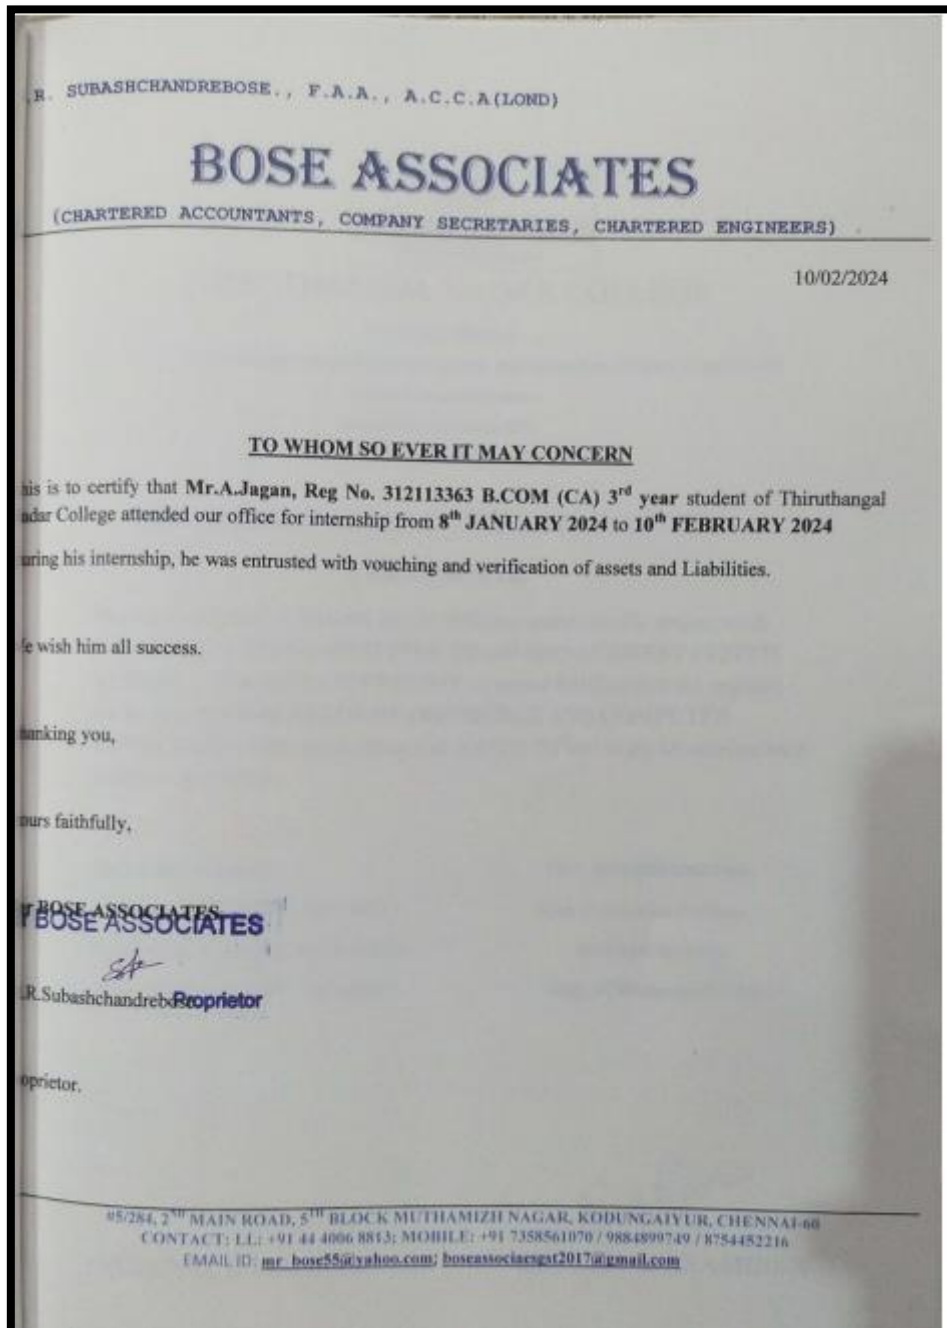 R. SUBASHCHANDREBOSE., F.A.A., A.C.C.A(LOND)
BOSE ASSOCIATES
(CHARTERED ACCOUNTANTS, COMPANY SECRETARIES, CHARTERED ENGINEERS)
10/02/2024
TO WHOM SO EVER IT MAY CONCERN
his is to certify that Mr.A.Jagan, Reg No. 312113363 B.COM (CA) 3rd year student of Thiruthangal
adar College attended our office for internship from 8th JANUARY 2024 to 10th FEBRUARY 2024
uring his internship, he was entrusted with vouching and verification of assets and Liabilities.
e wish him all success.
hanking you,
ours faithfully,
r BOSE ASSOCIATES
r BOSE ASSOCIATES
.R.Subashchandrebose
Proprietor
oprietor.
#5/284, 2ND MAIN ROAD, 5TH BLOCK MUTHAMIZH NAGAR, KODUNGAIYUR, CHENNAI-60
CONTACT: LL: +91 44 4006 8813; MOBILE: +91 7358561070 / 9884899749 / 8754452216
EMAIL ID: mr_bose55@yahoo.com; boseassociaesgst2017@gmail.com